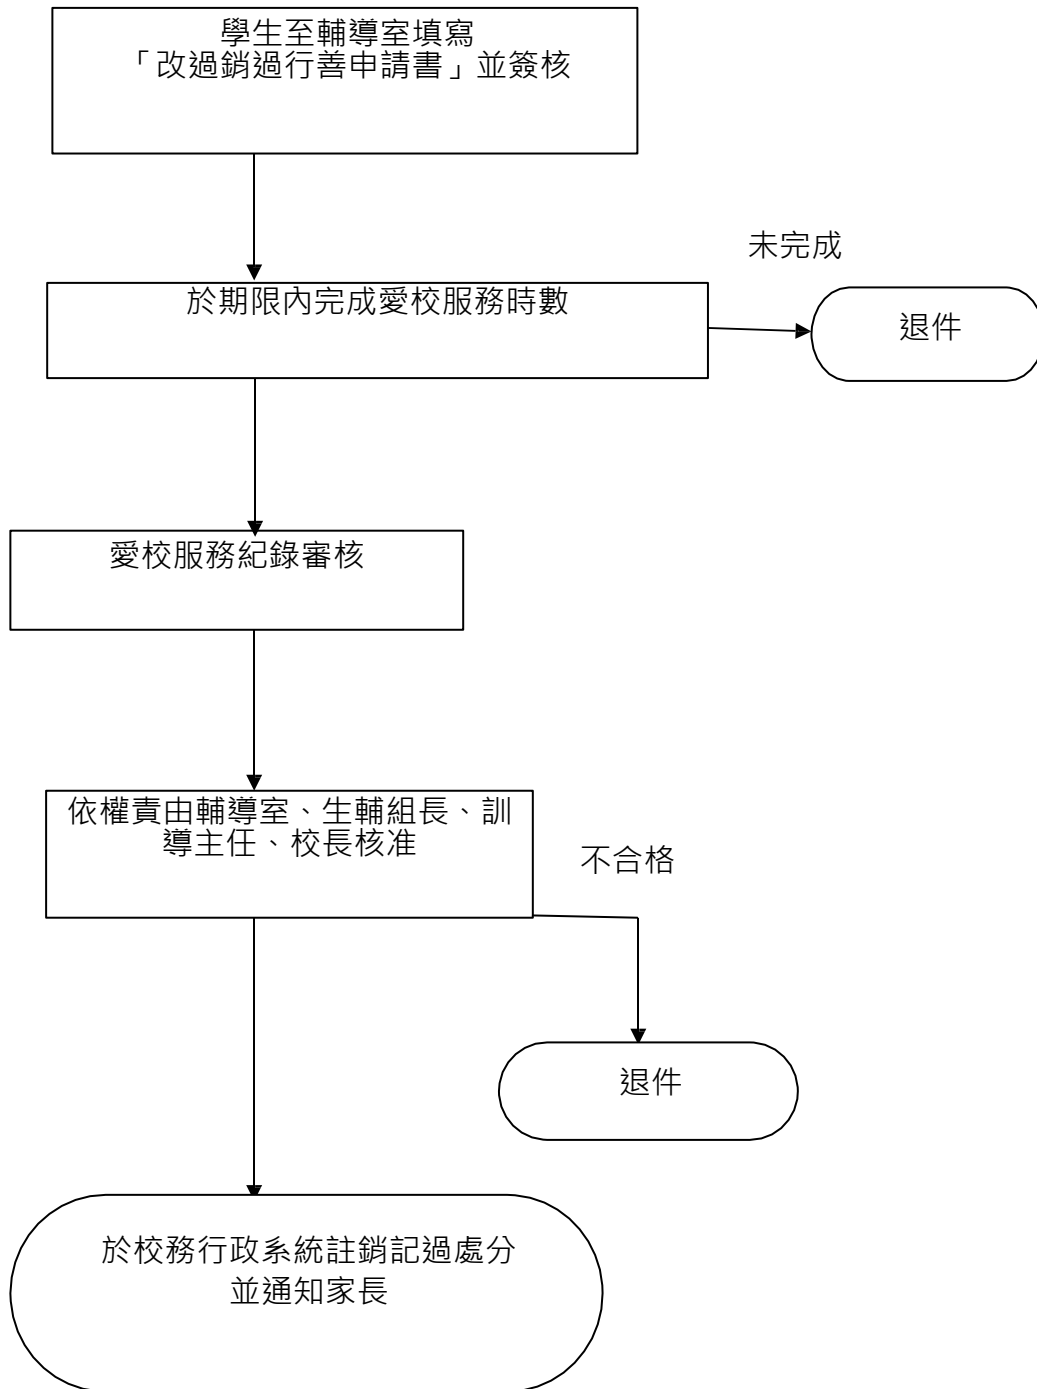 學生至輔導室填寫
「改過銷過行善申請書」並簽核
未完成
於期限內完成愛校服務時數
退件
愛校服務紀錄審核
依權責由輔導室、生輔組長、訓
導主任、校長核准
不合格
退件
於校務行政系統註銷記過處分
並通知家長